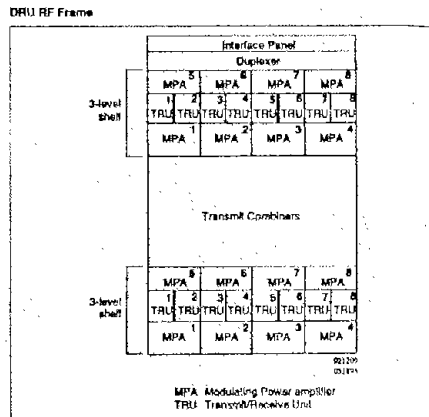 DRU RF Frame
Interface Panel
Duplexer
3-level shelf
MPA 5 MPA 6 MPA 7 MPA 8
1 TRU 2 TRU 3 TRU 4 TRU 5 TRU 6 TRU 7 TRU 8 TRU
MPA 1 MPA 2 MPA 3 MPA 4
Transmit Combiners
3-level shelf
MPA 5 MPA 6 MPA 7 MPA 8
1 TRU 2 TRU 3 TRU 4 TRU 5 TRU 6 TRU 7 TRU 8 TRU
MPA 1 MPA 2 MPA 3 MPA 4
MPA Modulating Power amplifier
TRU Transmit/Receive Unit